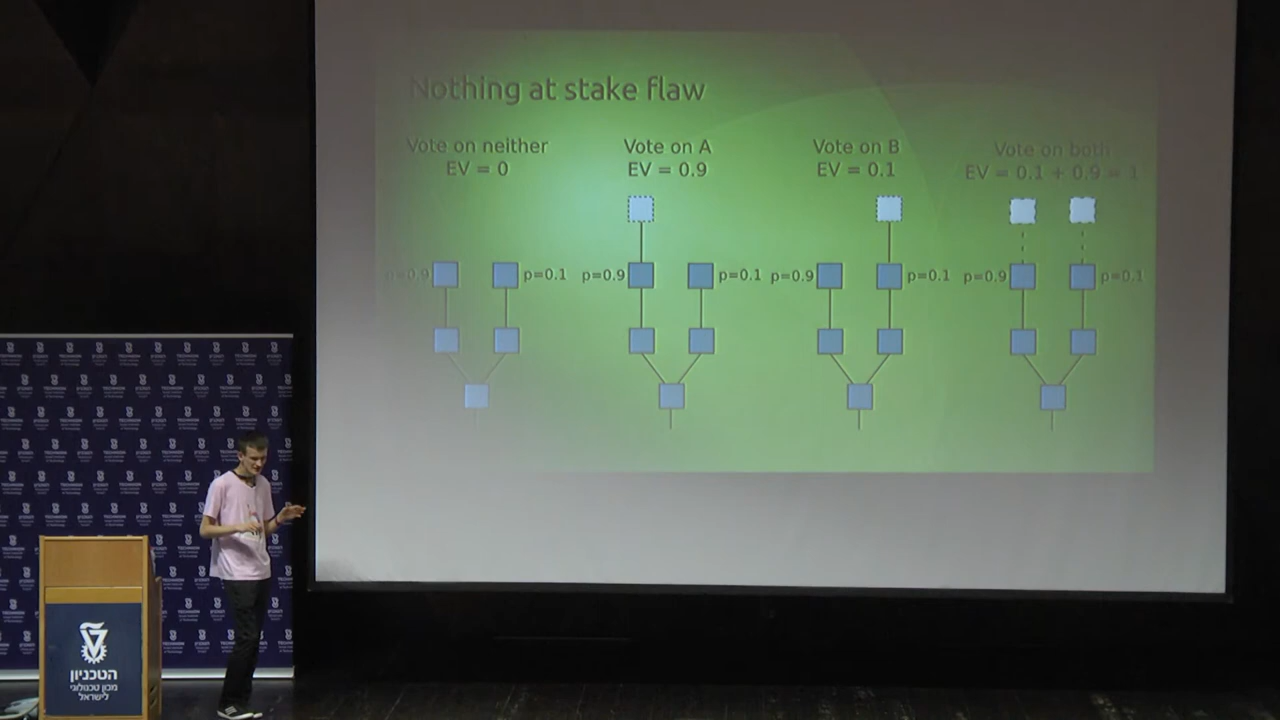 Nothing at stake flaw
Vote on neither
EV = 0
Vote on A
EV = 0.9
Vote on B
EV = 0.1
Vote on both
EV = 0.1 + 0.9 = 1
p=0.9
p=0.1
p=0.9
p=0.1
p=0.9
p=0.1
p=0.9
p=0.1
הטכניון
מכון טכנולוגי
לישראל